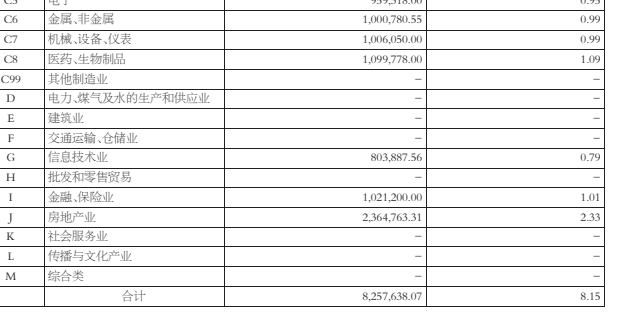 C6 金属、非金属 1,000,780.55 0.99
C7 机械、设备、仪表 1,006,050.00 0.99
C8 医药、生物制品 1,099,778.00 1.09
C99 其他制造业 – –
D 电力、煤气及水的生产和供应业 – –
E 建筑业 – –
F 交通运输、仓储业 – –
G 信息技术业 803,887.56 0.79
H 批发和零售贸易 – –
I 金融、保险业 1,021,200.00 1.01
J 房地产业 2,364,763.31 2.33
K 社会服务业 – –
L 传播与文化产业 – –
M 综合类 – –
合计 8,257,638.07 8.15